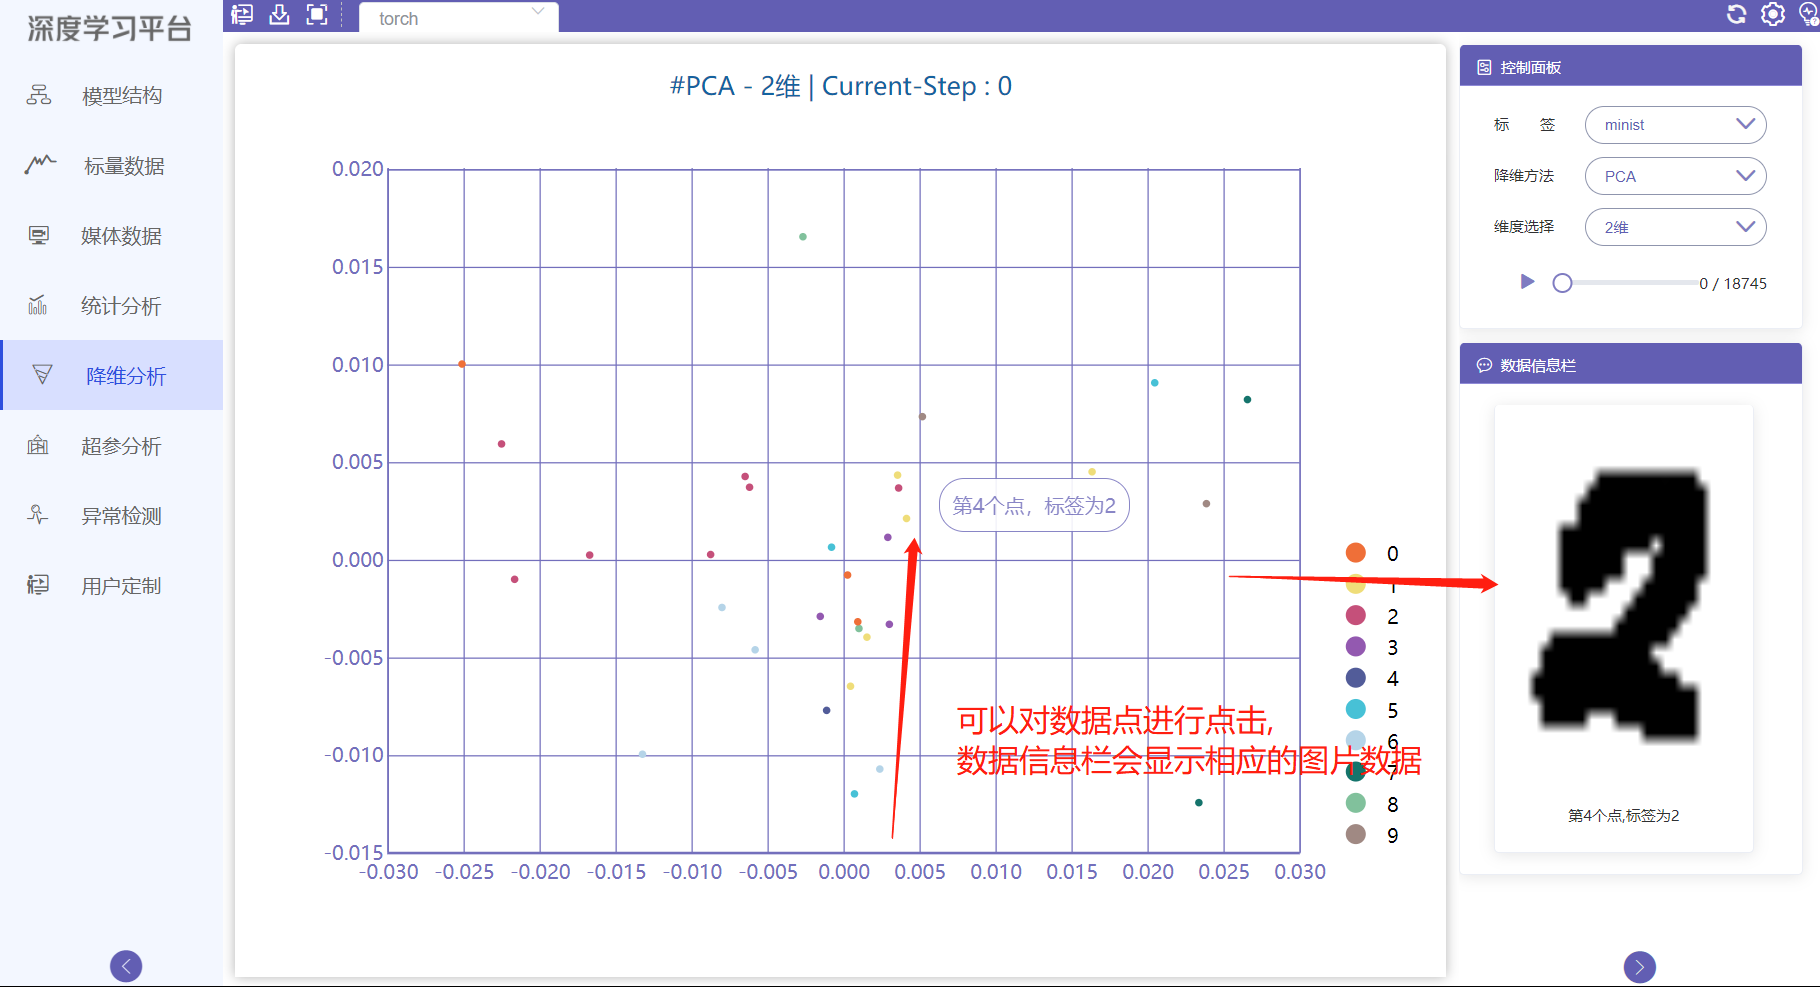 深度学习平台
torch
模型结构
标量数据
媒体数据
统计分析
降维分析
超参分析
异常检测
用户定制
#PCA - 2维 | Current-Step : 0
0.020
0.015
0.010
0.005
0.000
-0.005
-0.010
-0.015
-0.030 -0.025 -0.020 -0.015 -0.010 -0.005 0.000 0.005 0.010 0.015 0.020 0.025 0.030
第4个点，标签为2
可以对数据点进行点击,
数据信息栏会显示相应的图片数据
0
1
2
3
4
5
6
7
8
9
控制面板
标 签 minist
降维方法 PCA
维度选择 2维
0 / 18745
数据信息栏
2
第4个点,标签为2